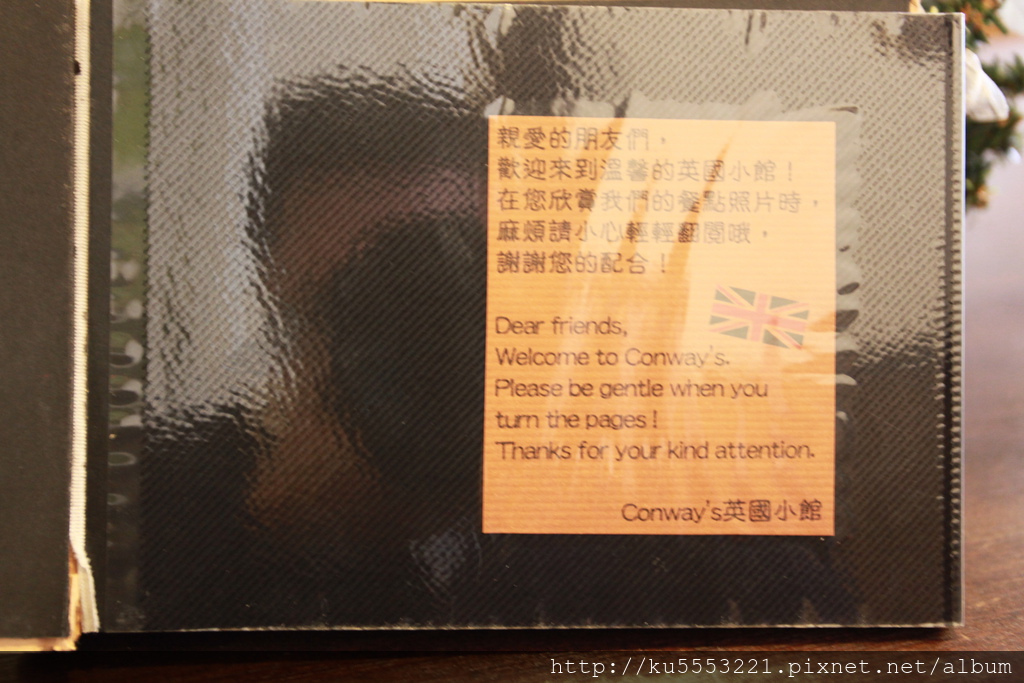 親愛的朋友們，
歡迎來到溫馨的英國小館！
在您欣賞我們的餐點照片時，
麻煩請小心輕輕翻閱哦，
謝謝您的配合！
Dear friends,
Welcome to Conway's.
Please be gentle when you
turn the pages !
Thanks for your kind attention.
Conway's英國小館
http://ku5553221.pixnet.net/album